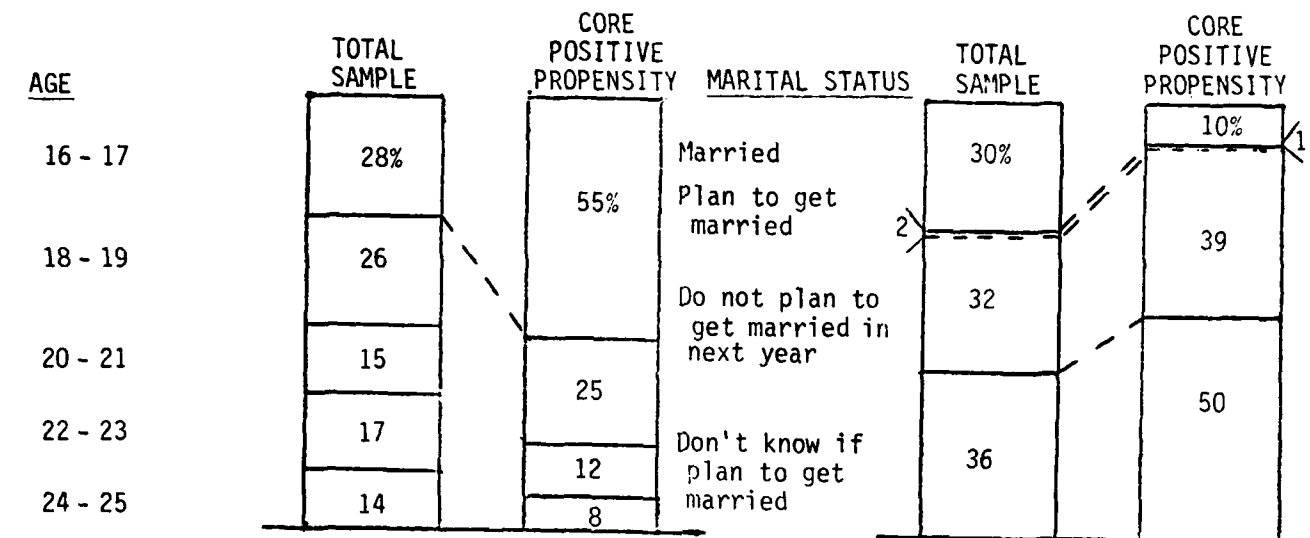 AGE
TOTAL
SAMPLE
CORE
POSITIVE
PROPENSITY
16 - 17
18 - 19
20 - 21
22 - 23
24 - 25
28%
26
15
17
14
55%
25
12
8
MARITAL STATUS
TOTAL
SAMPLE
CORE
POSITIVE
PROPENSITY
Married
Plan to get
married
Do not plan to
get married in
next year
Don't know if
plan to get
married
30%
2
32
36
10%
1
39
50